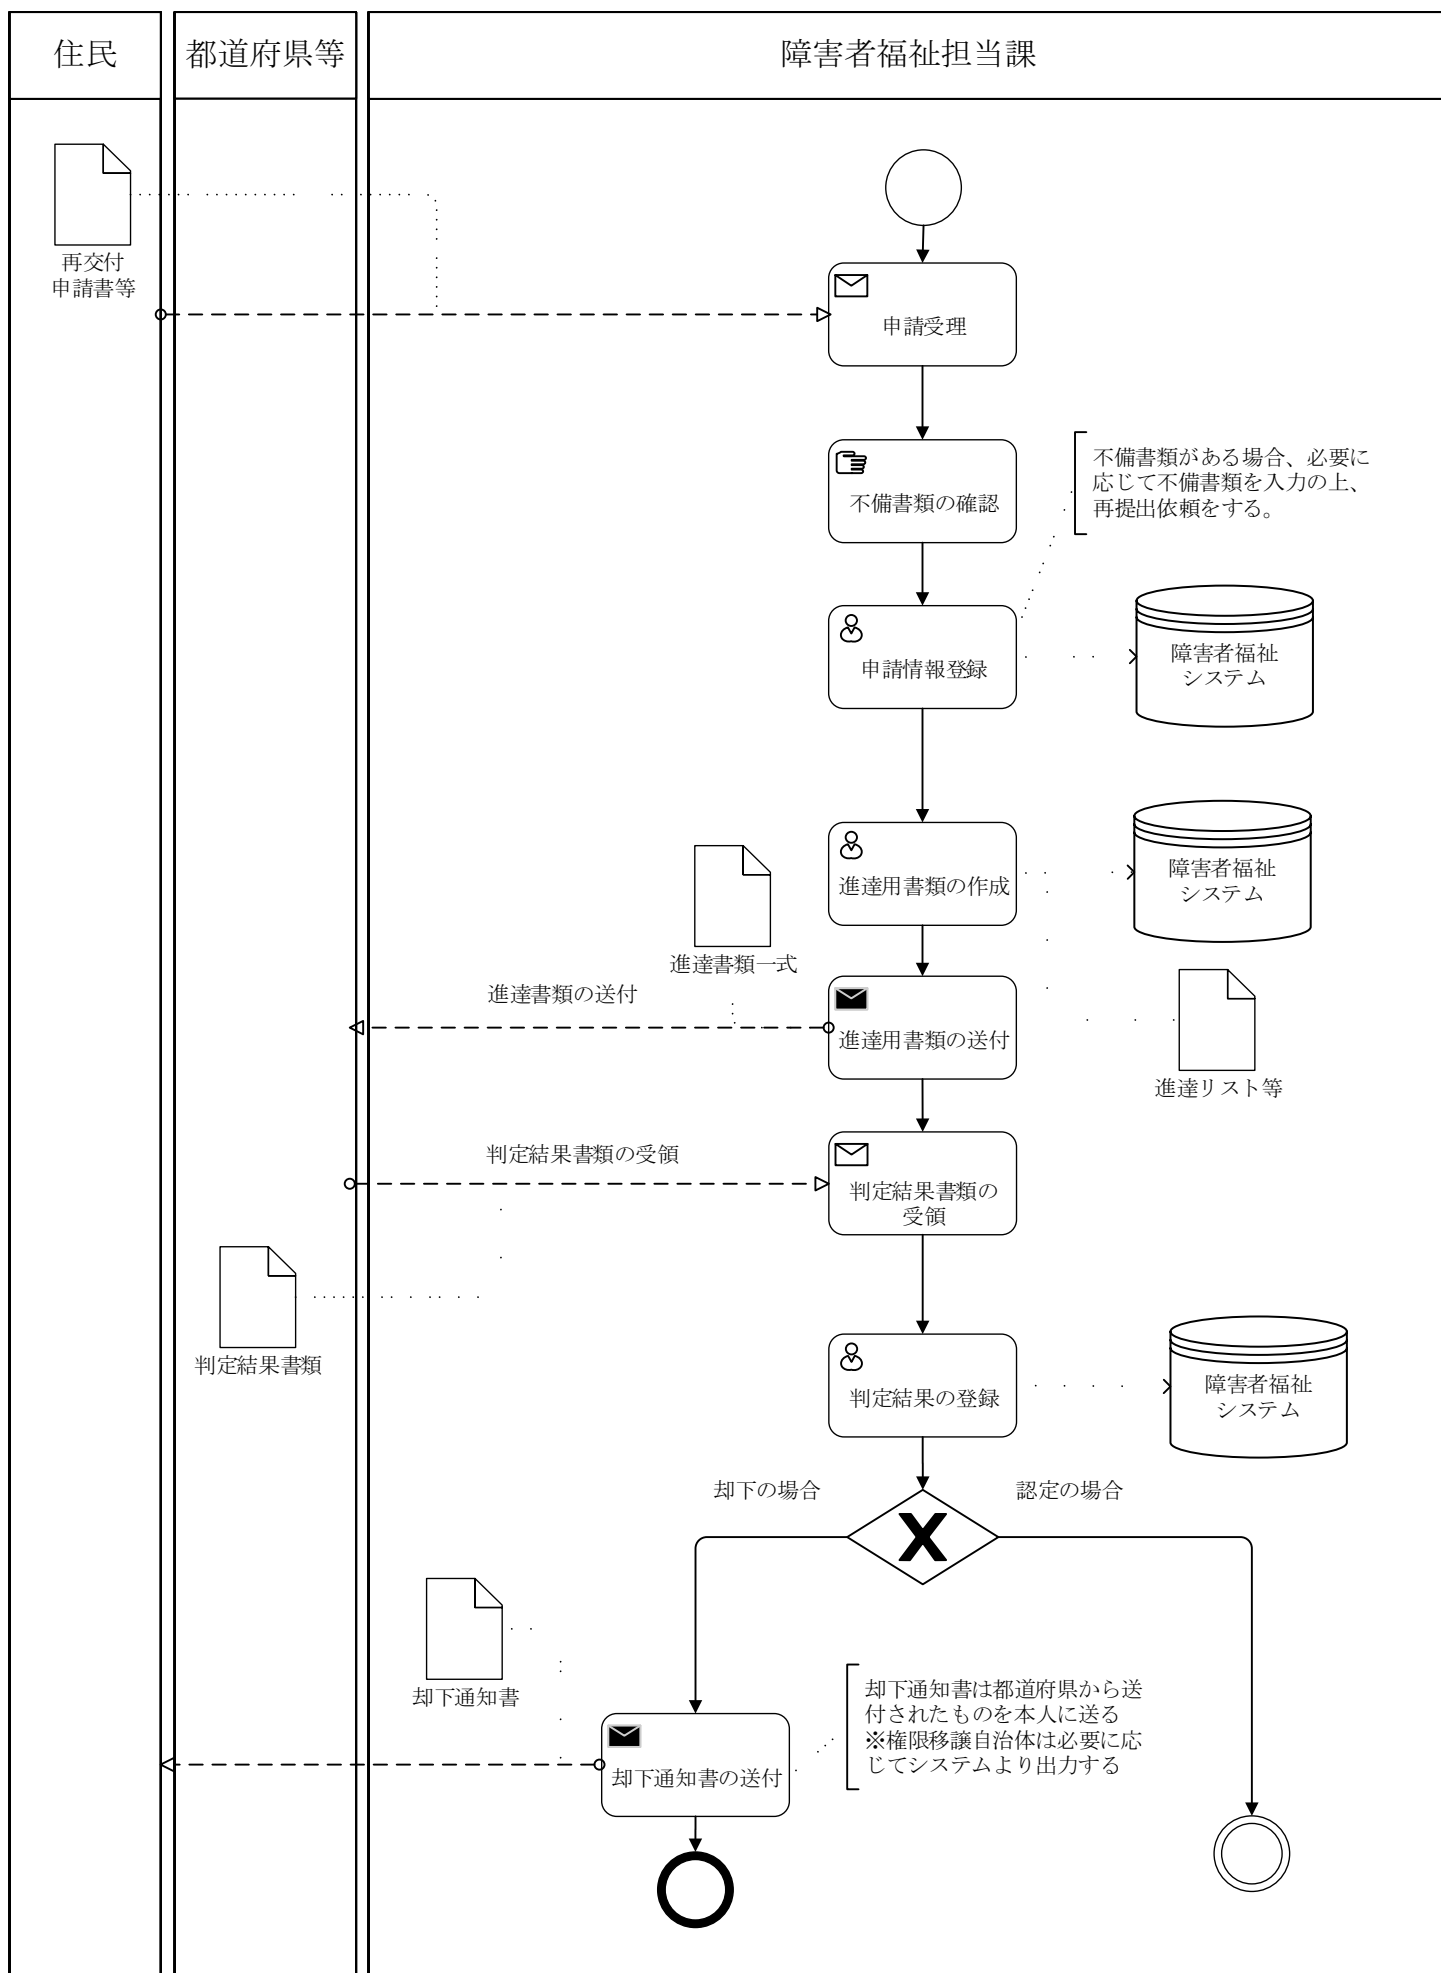 住民
都道府県等
障害者福祉担当課
再交付
申請書等
申請受理
不備書類の確認
不備書類がある場合、必要に
応じて不備書類を入力の上、
再提出依頼をする。
申請情報登録
障害者福祉
システム
進達用書類の作成
障害者福祉
システム
進達書類一式
進達書類の送付
進達用書類の送付
進達リスト等
判定結果書類の受領
判定結果書類の
受領
判定結果書類
判定結果の登録
障害者福祉
システム
却下の場合
認定の場合
却下通知書
却下通知書の送付
却下通知書は都道府県から送
付されたものを本人に送る
※権限移譲自治体は必要に応
じてシステムより出力する